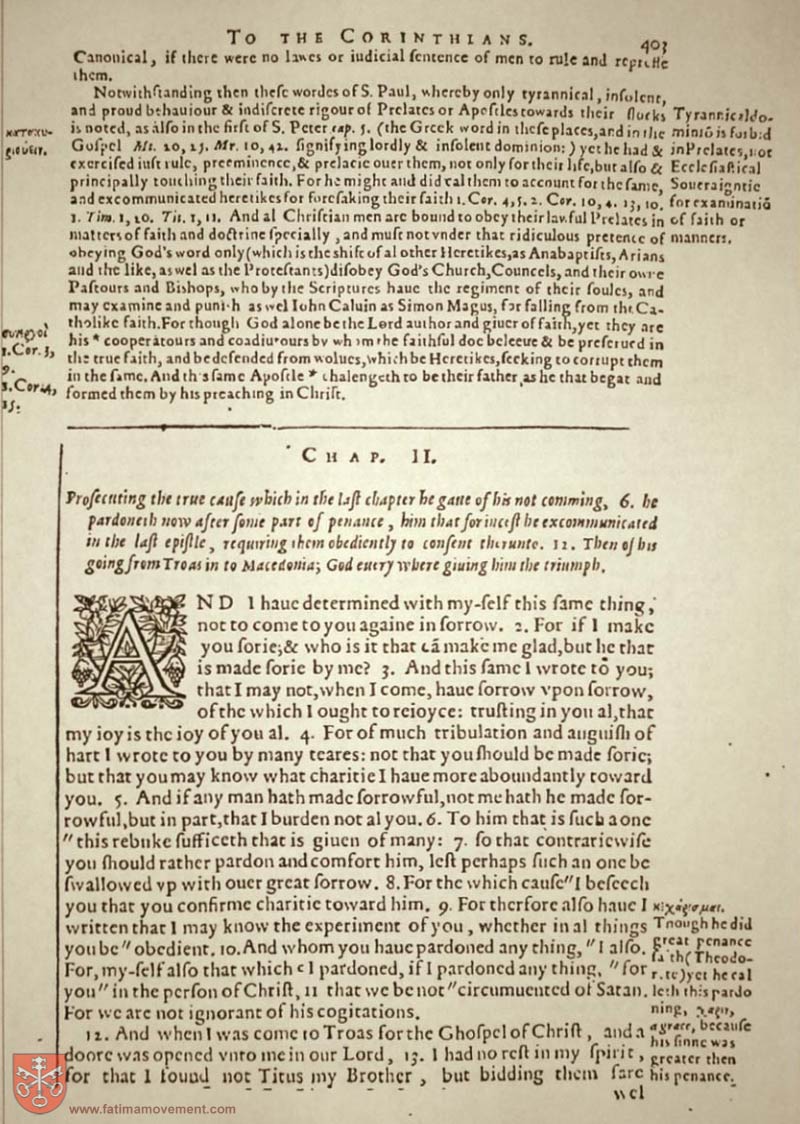 TO THE CORINTHIANS. 403
Canonical, if there were no lawes or iudicial ſentence of men to rule and
them.
Notwithſtanding then theſe wordes of S. Paul, whereby only tyrannical, inſolent,
and proud behauiour & indiſcrete rigour of Prelates or Apoſtles towards their flocks
is noted, as alſo in the firſt of S. Peter cap. 5. (the Greek word in theſe places, and in the
Goſpel Mt. 20, 25. Mr. 10, 42. ſignifying lordly & inſolent dominion:) yet he had &
exerciſed iuſt rule, preeminence, & prelacie ouer them, not only for their life, but alſo &
principally touching their faith. For he might and did cal them to account for the ſame,
and excommunicated heretikes for forſaking their faith 1. Cor. 4, 5. 2. Cor. 10, 4. 13, 10.
1. Tim. 1, 20. Tit. 1, 11. And al Chriſtian men are bound to obey their lawful Prelates in
matters of faith and doctrine ſpecially, and muſt not vnder that ridiculous pretence of
obeying God's word only (which is the ſhift of al other Heretikes, as Anabaptiſts, Arians
and the like, as wel as the Proteſtants) diſobey God's Church, Councels, and their owne
Paſtours and Biſhops, who by the Scriptures haue the regiment of their ſoules, and
may examine and puniſh as wel Iohn Caluin as Simon Magus, for falling from the Ca-
tholike faith. For though God alone be the Lord author and giuer of faith, yet they are
his * cooperatours and coadiutours by whom the faithful doe beleeue & be preſerued in
the true faith, and be defended from wolues, which be Heretikes, ſeeking to corrupt them
in the ſame. And this ſame Apoſtle * chalengeth to be their father, as he that begat and
formed them by his preaching in Chriſt.
κατακυ-
ριεύειν.
συνεργοί
1. Cor. 3,
9.
1. Cor. 4,
15.
Tyrannical do-
miniō is forbid
in Prelates, not
Eccleſiaſtical
Soueraigntie
for examinatiō
of faith or
manners.
CHAP. II.
Proſecuting the true cauſe which in the laſt chapter he gaue of his not comming, 6. he
pardoneth now after ſome part of penance, him that for inceſt he excommunicated
in the laſt epiſtle, requiring them obediently to conſent therunto. 12. Then of his
going from Troas in to Macedonia; God euery where giuing him the triumph.
AND I haue determined with my-ſelf this ſame thing,
not to come to you againe in ſorrow. 2. For if I make
you ſorie; & who is it that cā make me glad, but he that
is made ſorie by me? 3. And this ſame I wrote to you;
that I may not, when I come, haue ſorrow vpon ſorrow,
of the which I ought to reioyce: truſting in you al, that
my ioy is the ioy of you al. 4. For of much tribulation and anguiſh of
hart I wrote to you by many teares: not that you ſhould be made ſorie;
but that you may know what charitie I haue more aboundantly toward
you. 5. And if any man hath made ſorrowful, not me hath he made ſor-
rowful, but in part, that I burden not al you. 6. To him that is ſuch a one
" this rebuke ſufficeth that is giuen of many: 7. ſo that contrariewiſe
you ſhould rather pardon and comfort him, leſt perhaps ſuch an one be
ſwallowed vp with ouer great ſorrow. 8. For the which cauſe " I beſeech
you that you confirme charitie toward him. 9. For therfore alſo haue I
written that I may know the experiment of you, whether in al things
you be " obedient. 10. And whom you haue pardoned any thing, " I alſo.
For, my-ſelf alſo that which c I pardoned, if I pardoned any thing, " for
you " in the perſon of Chriſt, 11 that we be not " circumuented of Satan.
For we are not ignorant of his cogitations.
12. And when I was come to Troas for the Ghoſpel of Chriſt, and a
doore was opened vnto me in our Lord, 13. I had no reſt in my ſpirit,
for that I found not Titus my Brother, but bidding them fare
wel
κεχάρισμαι.
Though he did
great penance
ſaith (Theodo-
rete) yet he cal
leth this pardo
ning, χάριν,
a grace, becauſe
his ſinne was
greater then
his penance.
www.fatimamovement.com